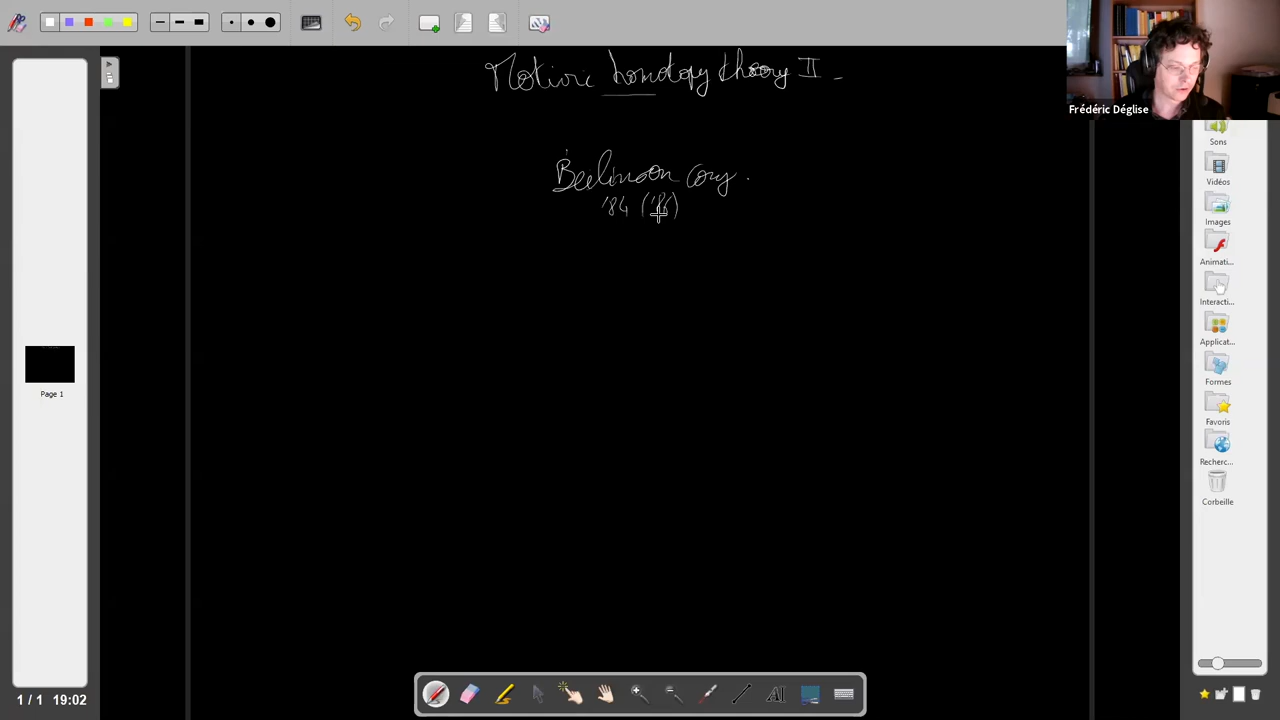 Frédéric Déglise
Motivic homotopy theory II
Beilinson conj.
'84 ('86)
Sons
Vidéos
Images
Animati...
Interacti...
Applicat...
Formes
Favoris
Recherc...
Corbeille
Page 1
1 / 1 19:02